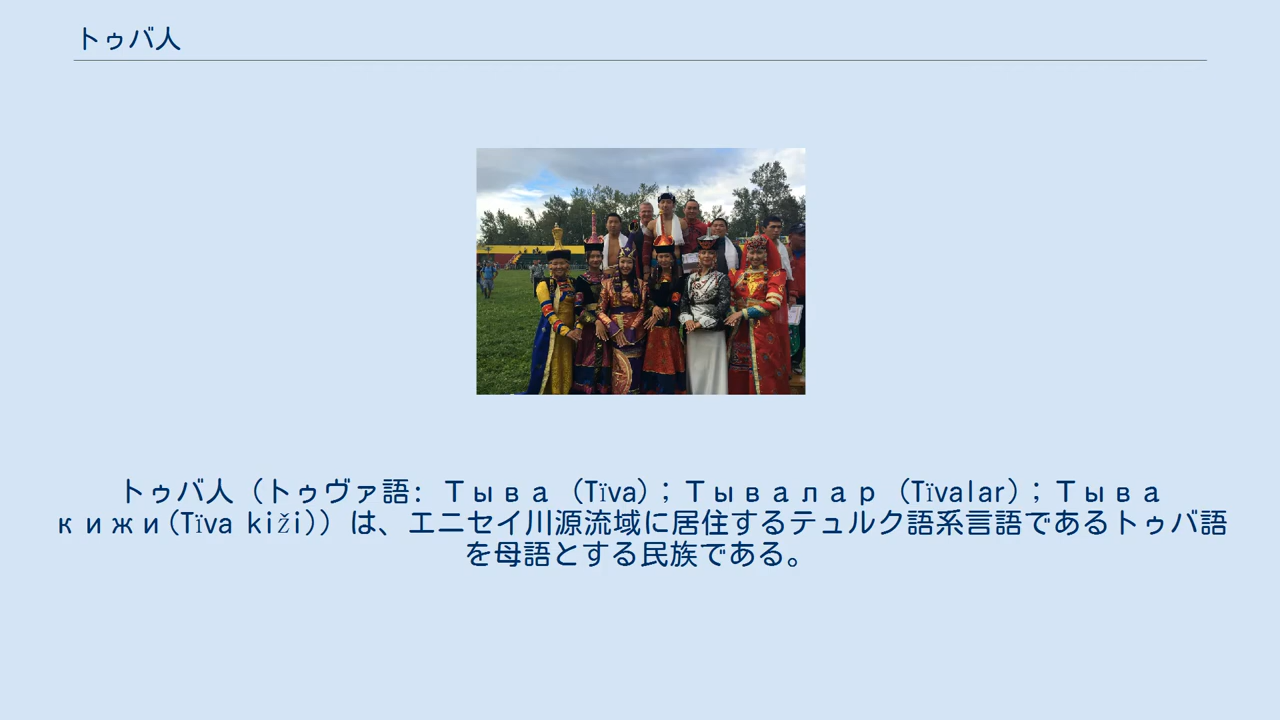 トゥバ人
トゥバ人（トゥヴァ語: Тыва (Tïva)；Тывалар (Tïvalar)；Тыва
кижи(Tïva kiži)）は、エニセイ川源流域に居住するテュルク語系言語であるトゥバ語
を母語とする民族である。